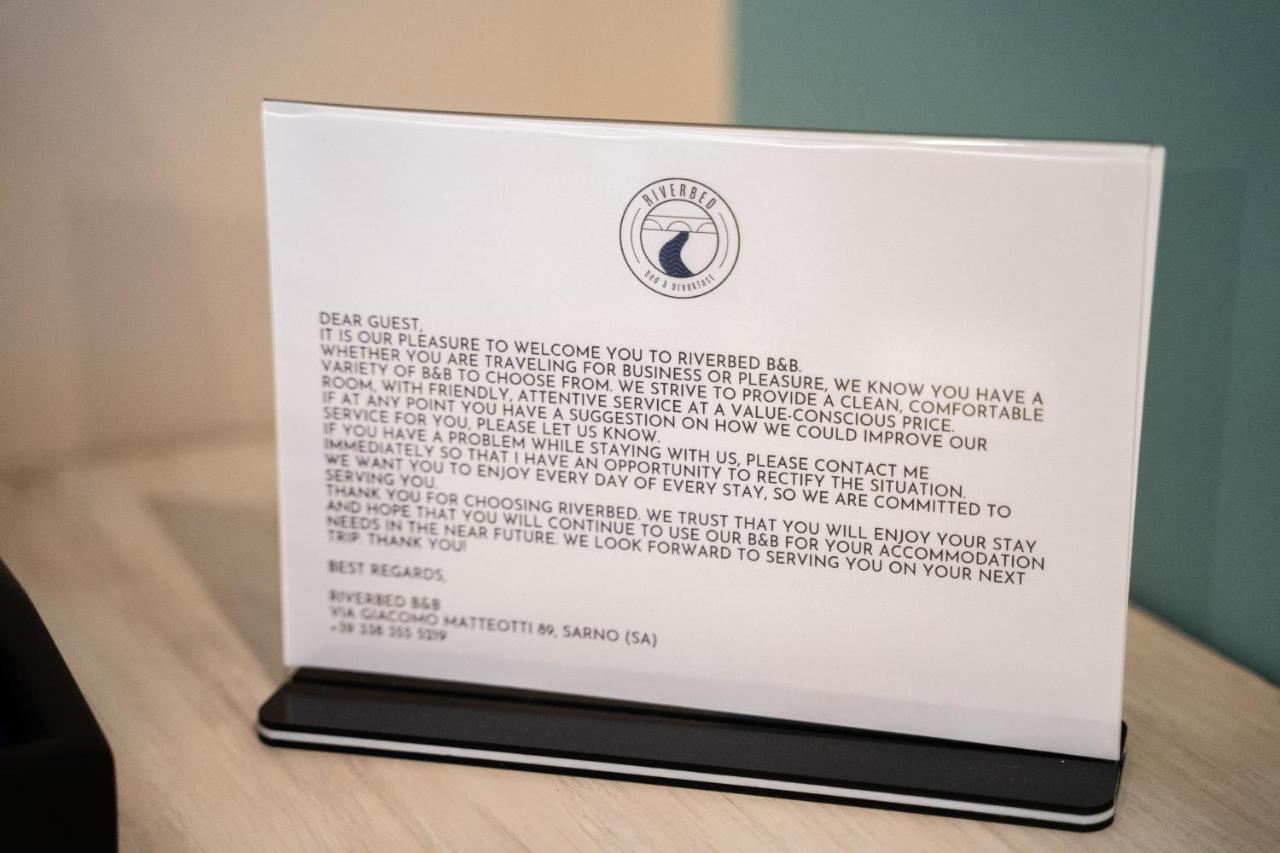 RIVERBED
bed & breakfast
DEAR GUEST,
IT IS OUR PLEASURE TO WELCOME YOU TO RIVERBED B&B.
WHETHER YOU ARE TRAVELING FOR BUSINESS OR PLEASURE, WE KNOW YOU HAVE A
VARIETY OF B&B TO CHOOSE FROM. WE STRIVE TO PROVIDE A CLEAN, COMFORTABLE
ROOM, WITH FRIENDLY, ATTENTIVE SERVICE AT A VALUE-CONSCIOUS PRICE.
IF AT ANY POINT YOU HAVE A SUGGESTION ON HOW WE COULD IMPROVE OUR
SERVICE FOR YOU, PLEASE LET US KNOW.
IF YOU HAVE A PROBLEM WHILE STAYING WITH US, PLEASE CONTACT ME
IMMEDIATELY SO THAT I HAVE AN OPPORTUNITY TO RECTIFY THE SITUATION.
WE WANT YOU TO ENJOY EVERY DAY OF EVERY STAY, SO WE ARE COMMITTED TO
SERVING YOU.
THANK YOU FOR CHOOSING RIVERBED. WE TRUST THAT YOU WILL ENJOY YOUR STAY
AND HOPE THAT YOU WILL CONTINUE TO USE OUR B&B FOR YOUR ACCOMMODATION
NEEDS IN THE NEAR FUTURE. WE LOOK FORWARD TO SERVING YOU ON YOUR NEXT
TRIP. THANK YOU!
BEST REGARDS,
RIVERBED B&B
VIA GIACOMO MATTEOTTI 89, SARNO (SA)
+39